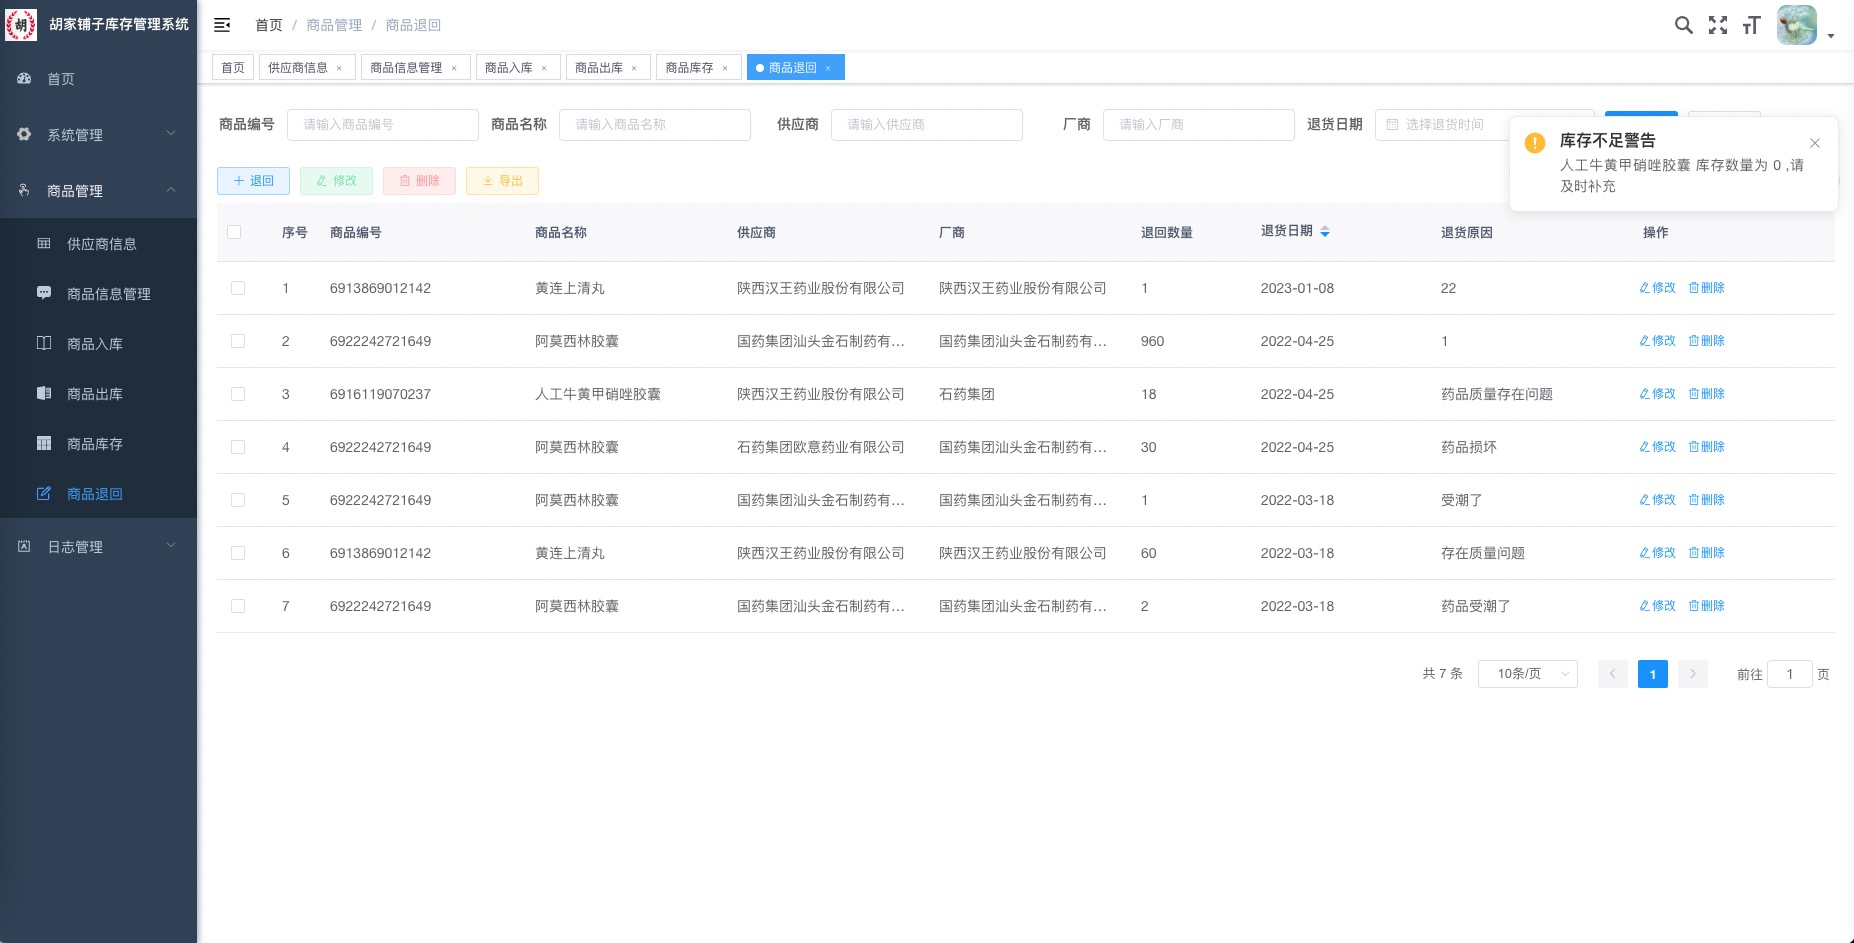 胡
胡家铺子库存管理系统
首页
系统管理
商品管理
供应商信息
商品信息管理
商品入库
商品出库
商品库存
商品退回
日志管理
首页 / 商品管理 / 商品退回
首页 供应商信息 × 商品信息管理 × 商品入库 × 商品出库 × 商品库存 × 商品退回 ×
商品编号 请输入商品编号 商品名称 请输入商品名称 供应商 请输入供应商 厂商 请输入厂商 退货日期 选择退货时间
库存不足警告
人工牛黄甲硝唑胶囊 库存数量为 0 ,请
及时补充
退回 修改 删除 导出
序号 商品编号 商品名称 供应商 厂商 退回数量 退货日期 退货原因 操作
1 6913869012142 黄连上清丸 陕西汉王药业股份有限公司 陕西汉王药业股份有限公司 1 2023-01-08 22 修改 删除
2 6922242721649 阿莫西林胶囊 国药集团汕头金石制药有... 国药集团汕头金石制药有... 960 2022-04-25 1 修改 删除
3 6916119070237 人工牛黄甲硝唑胶囊 陕西汉王药业股份有限公司 石药集团 18 2022-04-25 药品质量存在问题 修改 删除
4 6922242721649 阿莫西林胶囊 石药集团欧意药业有限公司 国药集团汕头金石制药有... 30 2022-04-25 药品损坏 修改 删除
5 6922242721649 阿莫西林胶囊 国药集团汕头金石制药有... 国药集团汕头金石制药有... 1 2022-03-18 受潮了 修改 删除
6 6913869012142 黄连上清丸 陕西汉王药业股份有限公司 陕西汉王药业股份有限公司 60 2022-03-18 存在质量问题 修改 删除
7 6922242721649 阿莫西林胶囊 国药集团汕头金石制药有... 国药集团汕头金石制药有... 2 2022-03-18 药品受潮了 修改 删除
共 7 条 10条/页 1 前往 1 页